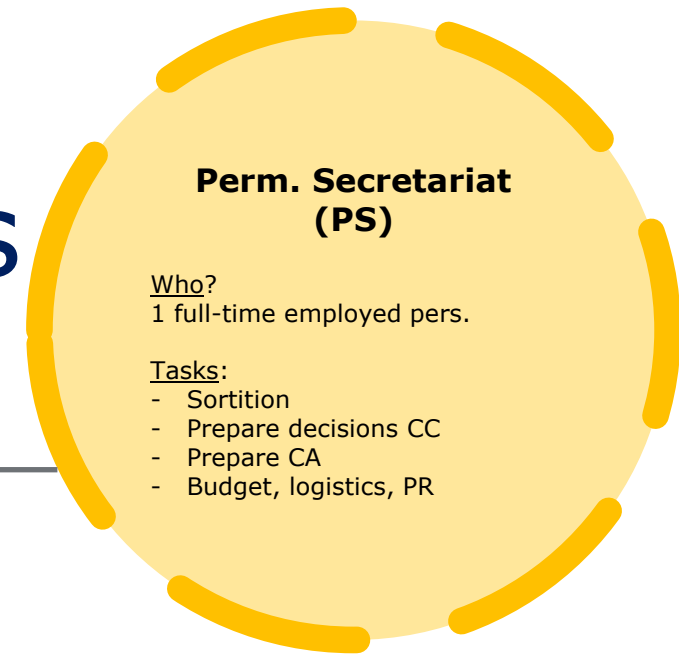 S
Perm. Secretariat
(PS)
Who?
1 full-time employed pers.
Tasks:
- Sortition
- Prepare decisions CC
- Prepare CA
- Budget, logistics, PR